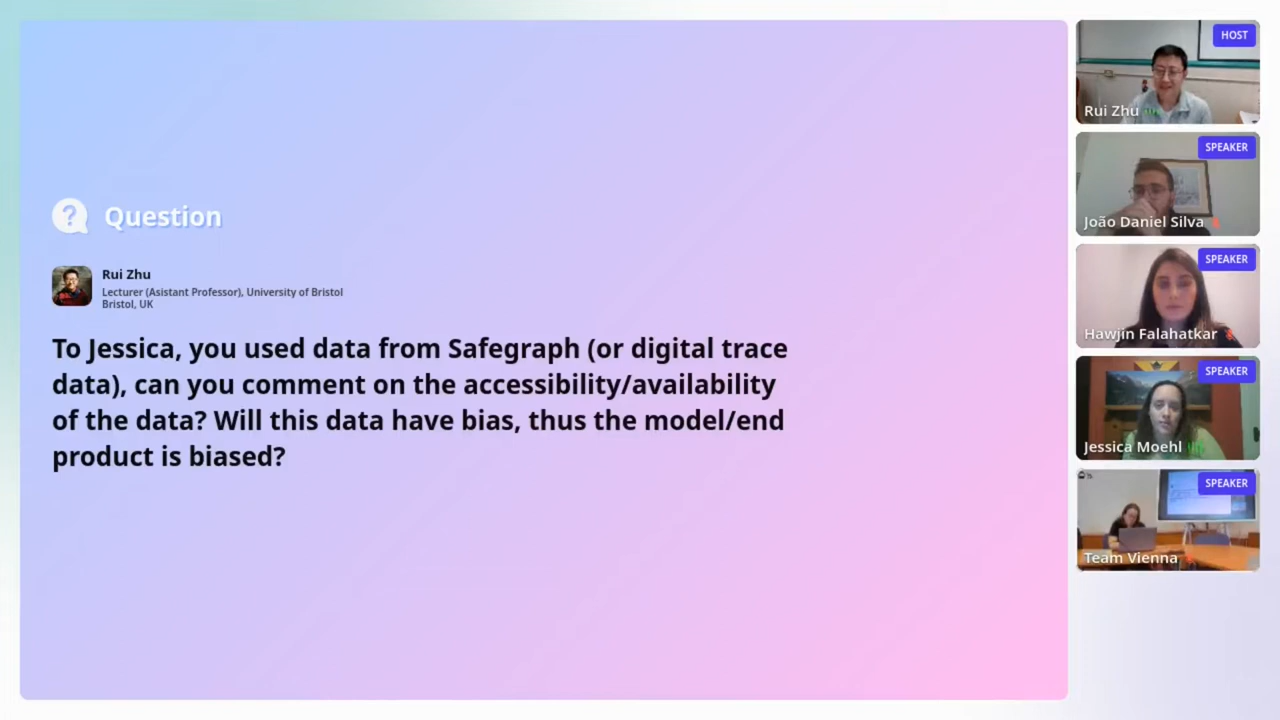 Question
Rui Zhu
Lecturer (Asistant Professor), University of Bristol
Bristol, UK
To Jessica, you used data from Safegraph (or digital trace
data), can you comment on the accessibility/availability
of the data? Will this data have bias, thus the model/end
product is biased?
HOST
Rui Zhu
SPEAKER
João Daniel Silva
SPEAKER
Hawjin Falahatkar
SPEAKER
Jessica Moehl
SPEAKER
Team Vienna